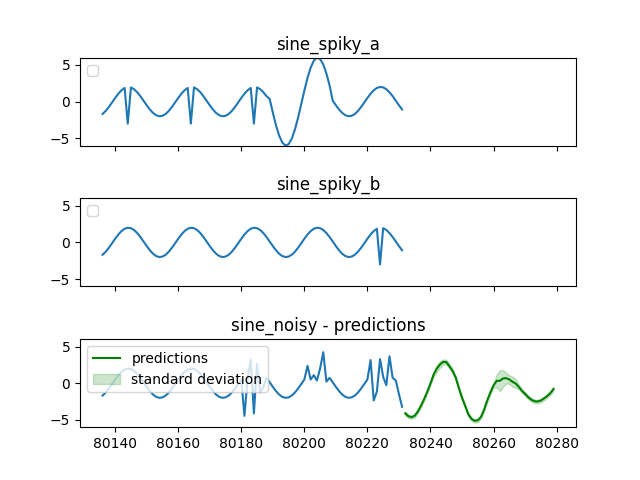 sine_spiky_a
5
0
−5
sine_spiky_b
5
0
−5
sine_noisy - predictions
5
0
−5
predictions
standard deviation
80140 80160 80180 80200 80220 80240 80260 80280